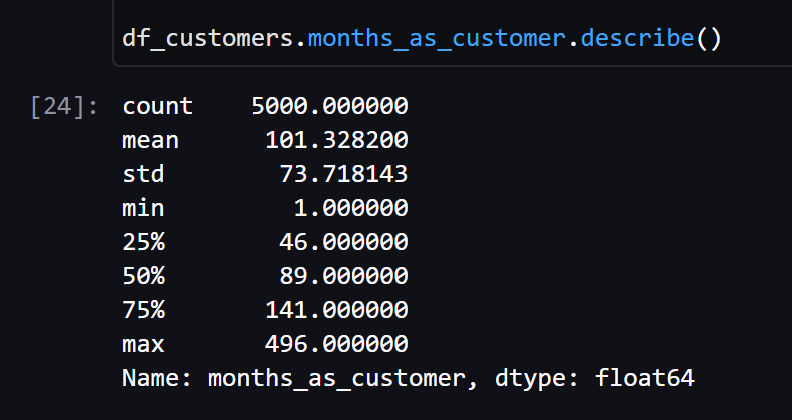 df_customers.months_as_customer.describe()
[24]: count 5000.000000
mean 101.328200
std 73.718143
min 1.000000
25% 46.000000
50% 89.000000
75% 141.000000
max 496.000000
Name: months_as_customer, dtype: float64